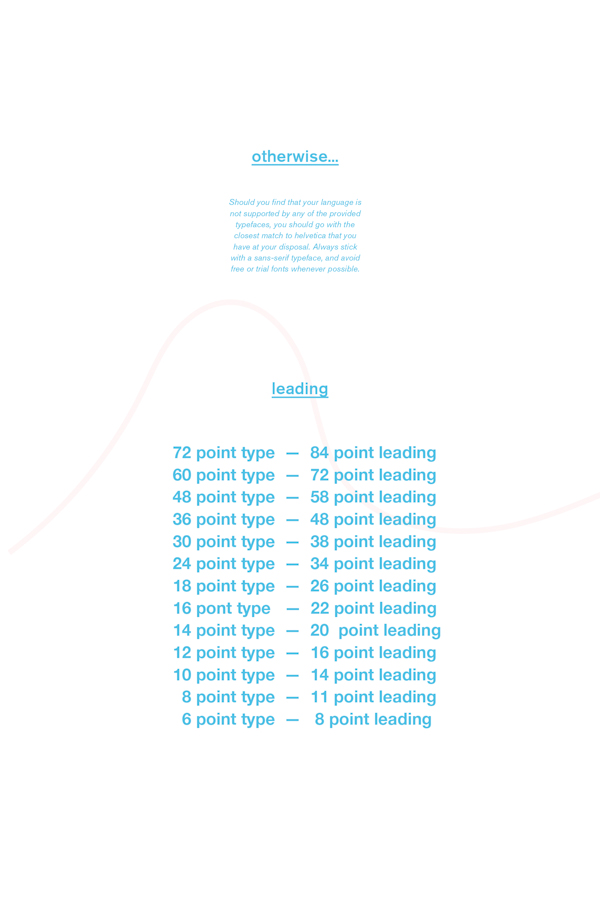 otherwise...
Should you find that your language is
not supported by any of the provided
typefaces, you should go with the
closest match to helvetica that you
have at your disposal. Always stick
with a sans-serif typeface, and avoid
free or trial fonts whenever possible.
leading
72 point type — 84 point leading
60 point type — 72 point leading
48 point type — 58 point leading
36 point type — 48 point leading
30 point type — 38 point leading
24 point type — 34 point leading
18 point type — 26 point leading
16 pont type — 22 point leading
14 point type — 20 point leading
12 point type — 16 point leading
10 point type — 14 point leading
8 point type — 11 point leading
6 point type — 8 point leading